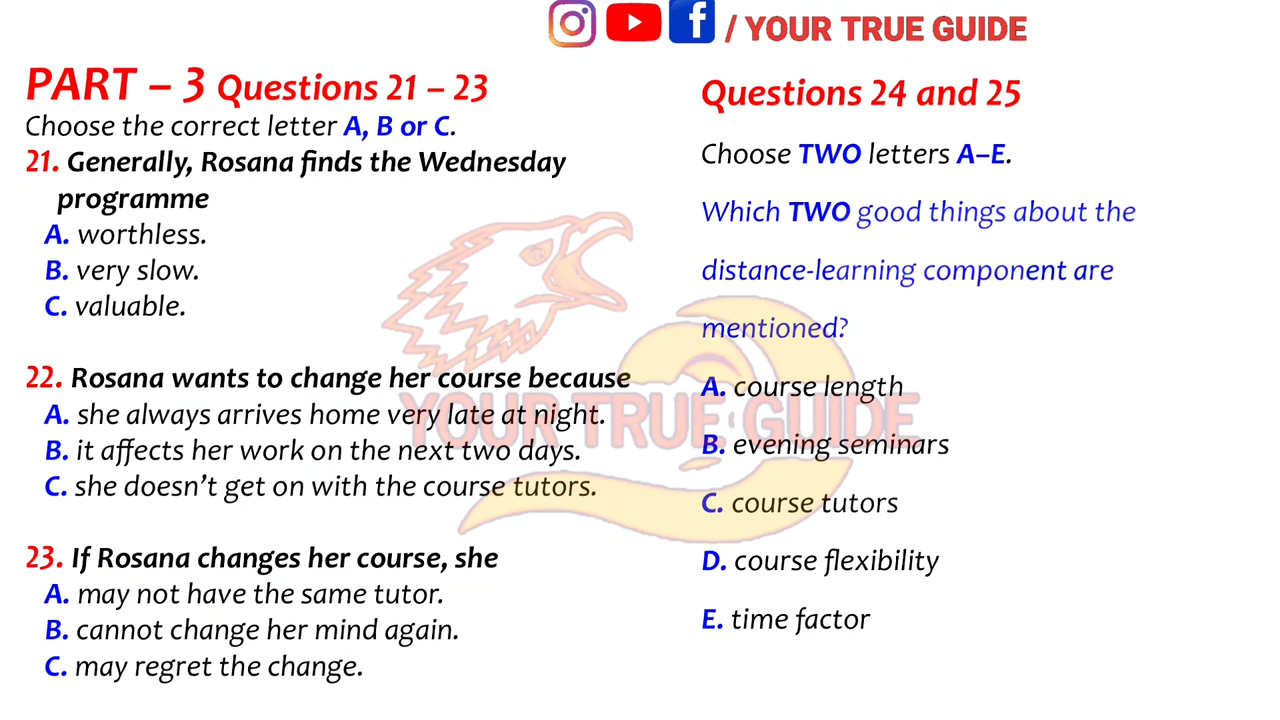 / YOUR TRUE GUIDE
PART – 3 Questions 21 – 23
Choose the correct letter A, B or C.
21. Generally, Rosana finds the Wednesday
programme
A. worthless.
B. very slow.
C. valuable.
22. Rosana wants to change her course because
A. she always arrives home very late at night.
B. it affects her work on the next two days.
C. she doesn’t get on with the course tutors.
23. If Rosana changes her course, she
A. may not have the same tutor.
B. cannot change her mind again.
C. may regret the change.
Questions 24 and 25
Choose TWO letters A–E.
Which TWO good things about the
distance-learning component are
mentioned?
A. course length
B. evening seminars
C. course tutors
D. course flexibility
E. time factor
YOUR TRUE GUIDE